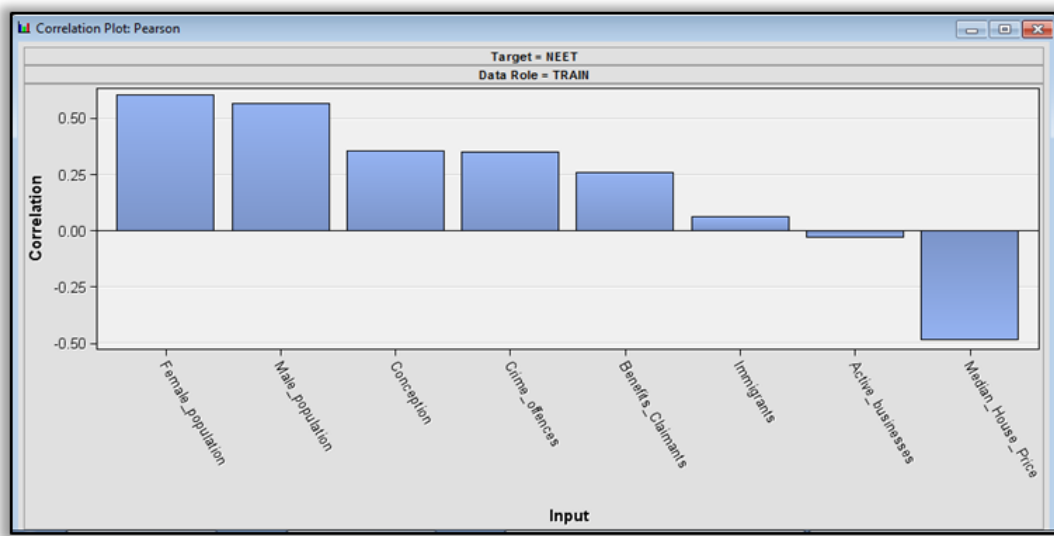 Correlation Plot: Pearson
Target = NEET
Data Role = TRAIN
Correlation
0.50
0.25
0.00
-0.25
-0.50
Female_population
Male_population
Conception
Crime_offences
Benefits_Claimants
Immigrants
Active_businesses
Median_House_Price
Input